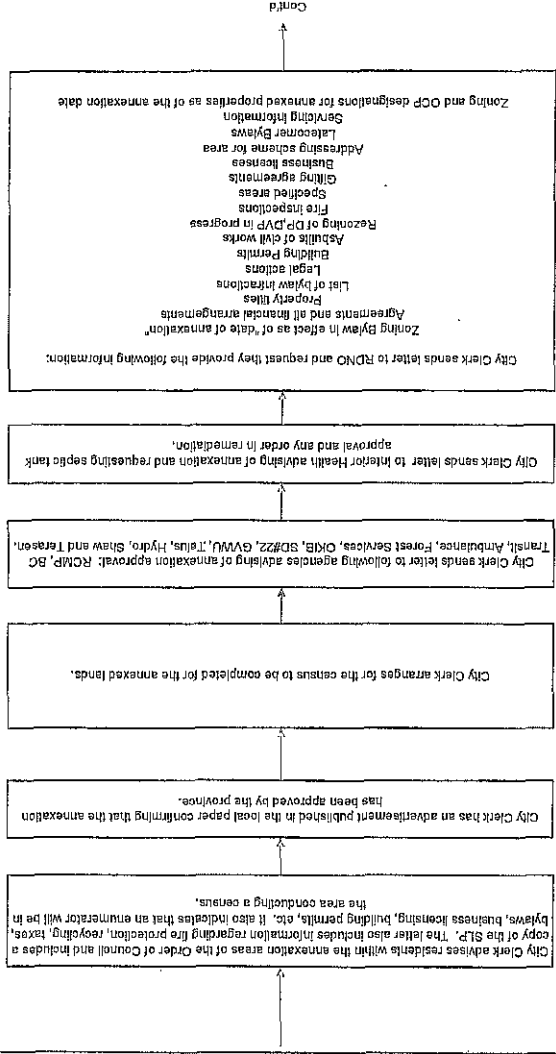 City Clerk advises residents within the annexation areas of the Order of Council and includes a
copy of the SLP. The letter also includes information regarding fire protection, recycling, taxes,
bylaws, business licensing, building permits, etc. It also indicates that an enumerator will be in
the area conducting a census.
City Clerk has an advertisement published in the local paper confirming that the annexation
has been approved by the province.
City Clerk arranges for the census to be completed for the annexed lands.
City Clerk sends letter to following agencies advising of annexation approval: RCMP, BC
Transit, Ambulance, Forest Services, OKIB, SD#22, GVWU, Telus, Hydro, Shaw and Terasen.
City Clerk sends letter to Interior Health advising of annexation and requesting septic tank
approval and any order in remediation.
City Clerk sends letter to RDNO and request they provide the following information:
Zoning Bylaw in effect as of "date of annexation"
Agreements and all financial arrangements
Property titles
List of bylaw infractions
Legal actions
Building Permits
Asbuilts of civil works
Rezoning of DP,DVP in progress
Fire inspections
Specified areas
Gifting agreements
Business licenses
Addressing scheme for area
Latecomer Bylaws
Servicing information
Zoning and OCP designations for annexed properties as of the annexation date
Cont'd